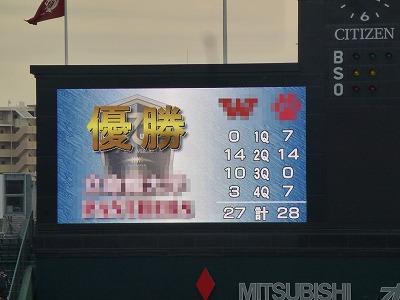 6
CITIZEN
B
S
O
優勝
0 1Q 7
14 2Q 14
10 3Q 0
3 4Q 7
27 計 28
MITSUBISHI